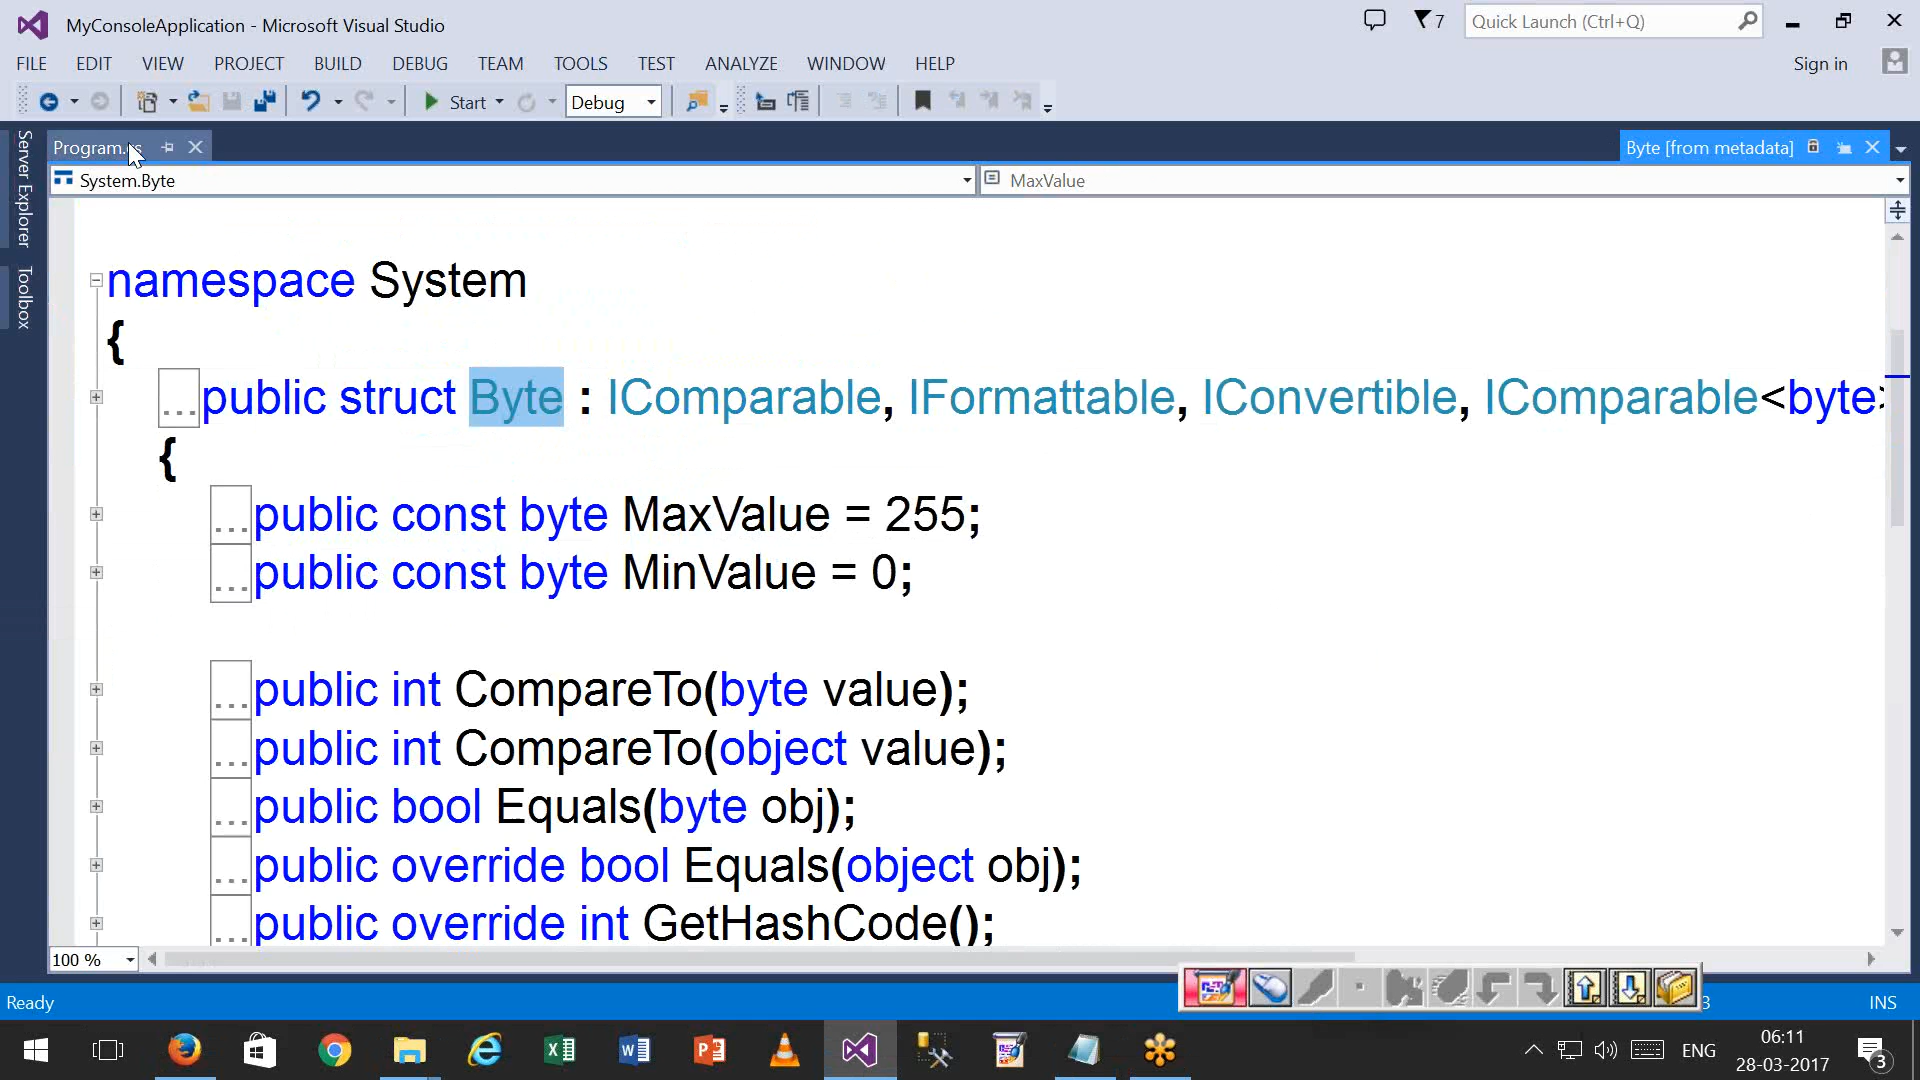 MyConsoleApplication - Microsoft Visual Studio
7
Quick Launch (Ctrl+Q)
FILE EDIT VIEW PROJECT BUILD DEBUG TEAM TOOLS TEST ANALYZE WINDOW HELP
Sign in
Start
Debug
Server Explorer
Toolbox
Program.
Byte [from metadata]
System.Byte
MaxValue
namespace System
{
...public struct Byte : IComparable, IFormattable, IConvertible, IComparable<byte>
{
...public const byte MaxValue = 255;
...public const byte MinValue = 0;
...public int CompareTo(byte value);
...public int CompareTo(object value);
...public bool Equals(byte obj);
...public override bool Equals(object obj);
...public override int GetHashCode();
100 %
Ready
3
INS
ENG
06:11
28-03-2017
3